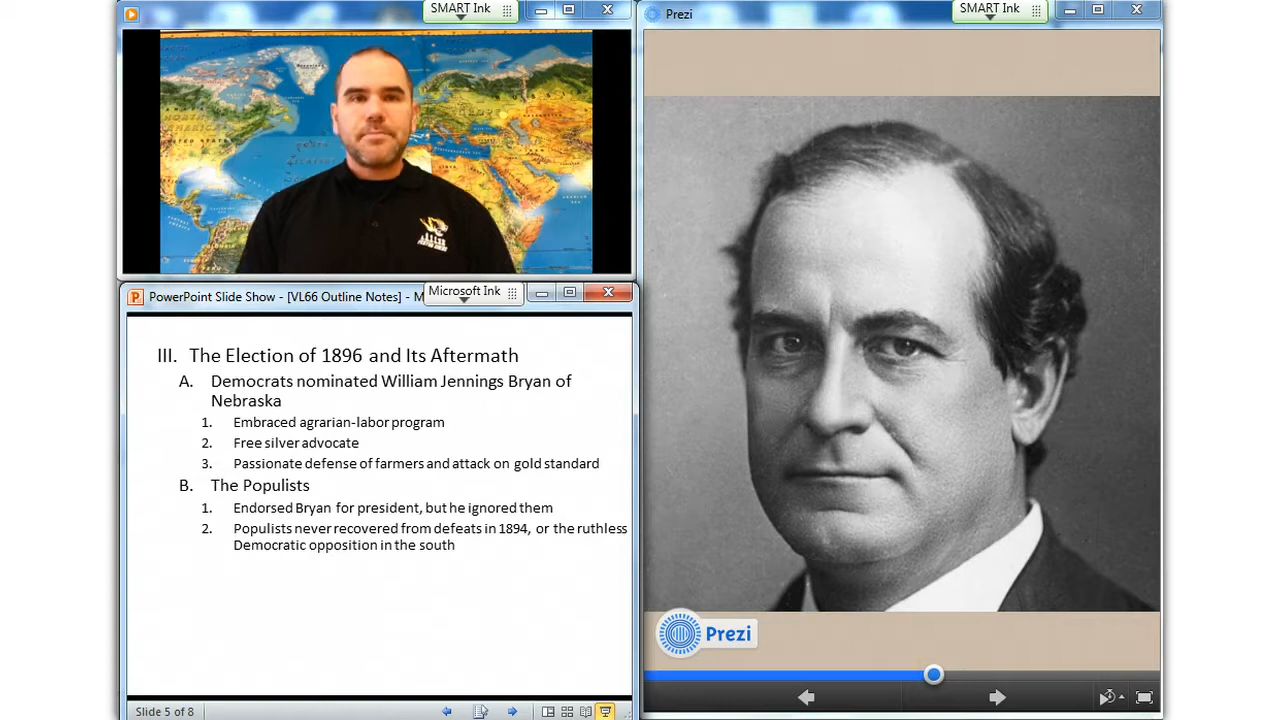 SMART Ink
Prezi
SMART Ink
PowerPoint Slide Show - [VL66 Outline Notes] - M
Microsoft Ink
III. The Election of 1896 and Its Aftermath
A. Democrats nominated William Jennings Bryan of
Nebraska
1. Embraced agrarian-labor program
2. Free silver advocate
3. Passionate defense of farmers and attack on gold standard
B. The Populists
1. Endorsed Bryan for president, but he ignored them
2. Populists never recovered from defeats in 1894, or the ruthless
Democratic opposition in the south
Prezi
Slide 5 of 8